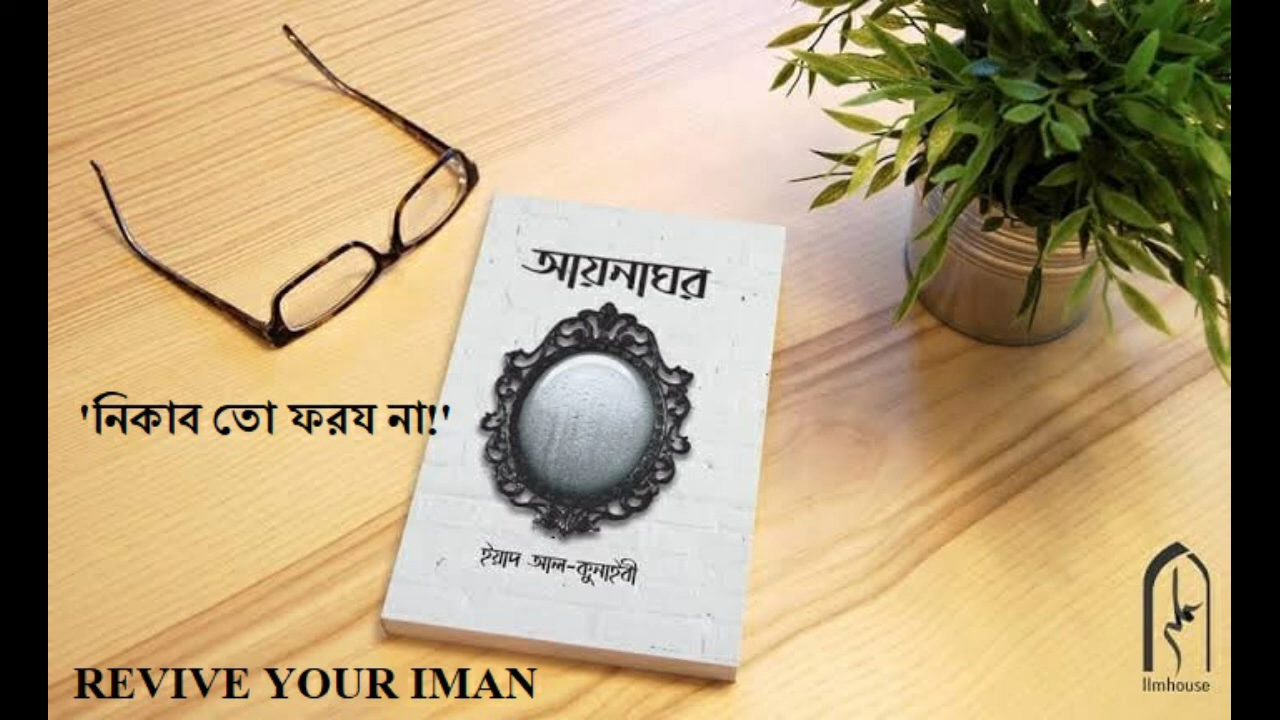 আয়নাঘর
'নিকাব তো ফরয না!'
ইয়াদ আল-কুনাইবী
REVIVE YOUR IMAN
Ilmhouse